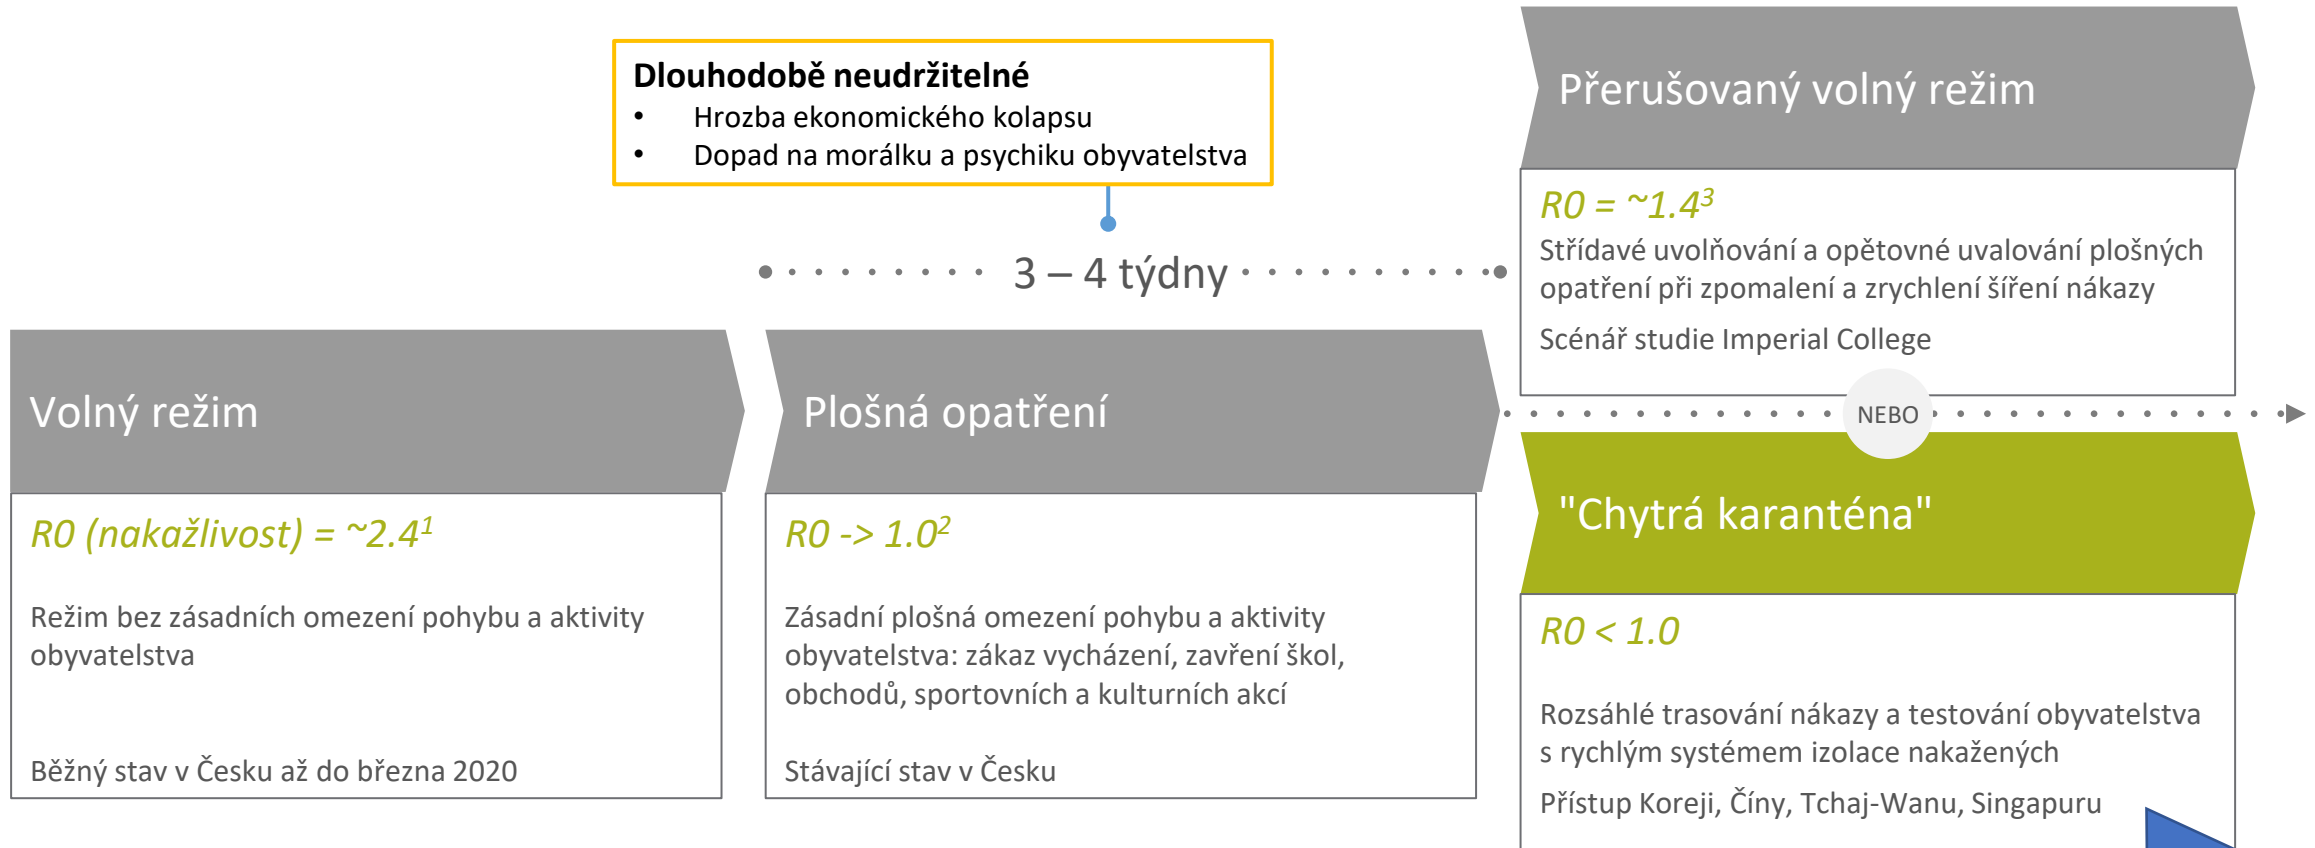 Dlouhodobě neudržitelné
• Hrozba ekonomického kolapsu
• Dopad na morálku a psychiku obyvatelstva
3 – 4 týdny
Volný režim
R0 (nakažlivost) = ~2.4¹
Režim bez zásadních omezení pohybu a aktivity
obyvatelstva
Běžný stav v Česku až do března 2020
Plošná opatření
R0 -> 1.0²
Zásadní plošná omezení pohybu a aktivity
obyvatelstva: zákaz vycházení, zavření škol,
obchodů, sportovních a kulturních akcí
Stávající stav v Česku
Přerušovaný volný režim
R0 = ~1.4³
Střídavé uvolňování a opětovné uvalování plošných
opatření při zpomalení a zrychlení šíření nákazy
Scénář studie Imperial College
NEBO
"Chytrá karanténa"
R0 < 1.0
Rozsáhlé trasování nákazy a testování obyvatelstva
s rychlým systémem izolace nakažených
Přístup Koreji, Číny, Tchaj-Wanu, Singapuru